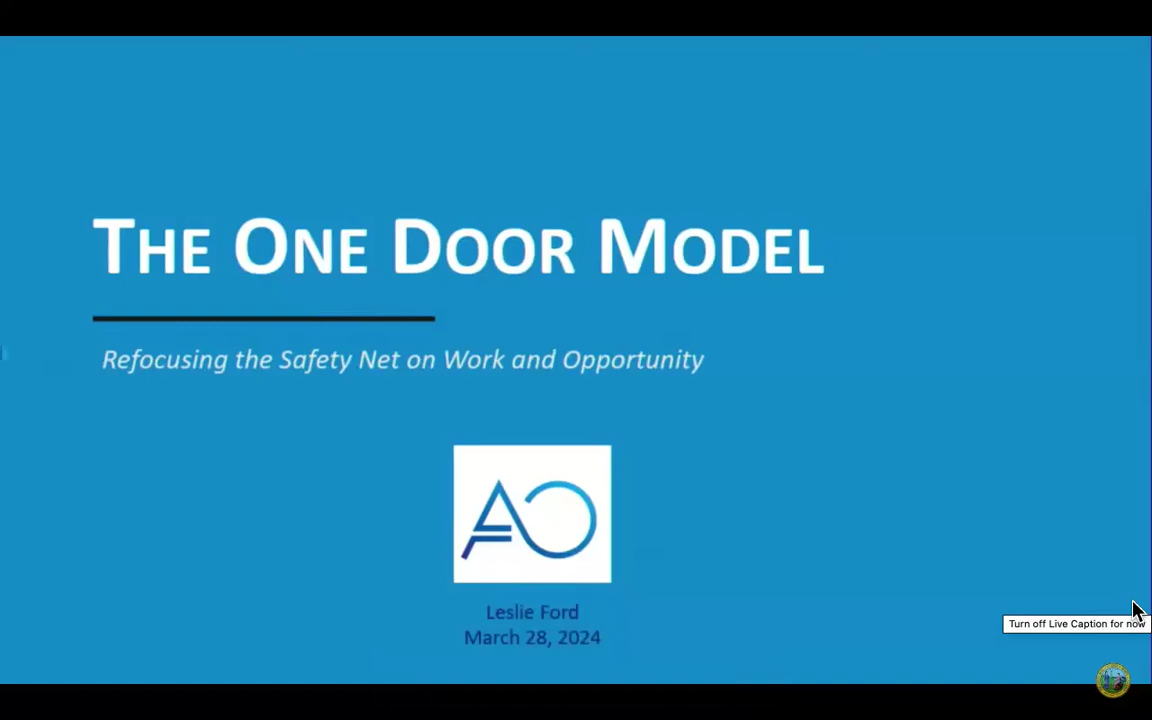 THE ONE DOOR MODEL
Refocusing the Safety Net on Work and Opportunity
AO
Leslie Ford
March 28, 2024
Turn off Live Caption for now